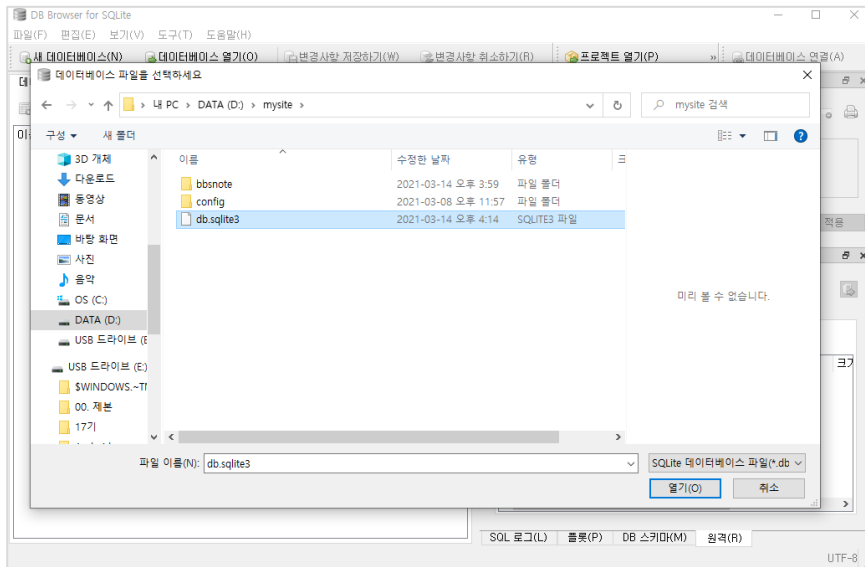 DB Browser for SQLite
파일(F) 편집(E) 보기(V) 도구(T) 도움말(H)
새 데이터베이스(N) 데이터베이스 열기(O) 변경사항 저장하기(W) 변경사항 취소하기(R) 프로젝트 열기(P) » 데이터베이스 연결(A)
데이터베이스 파일을 선택하세요
내 PC > DATA (D:) > mysite >
mysite 검색
구성 새 폴더
이름 수정한 날짜 유형
3D 개체
다운로드
동영상
문서
바탕 화면
사진
음악
OS (C:)
DATA (D:)
USB 드라이브 (E
USB 드라이브 (E:)
$WINDOWS.~TI
00. 제본
17기
bbsnote 2021-03-14 오후 3:59 파일 폴더
config 2021-03-08 오후 11:57 파일 폴더
db.sqlite3 2021-03-14 오후 4:14 SQLITE3 파일
미리 볼 수 없습니다.
적용
크기
파일 이름(N): db.sqlite3 SQLite 데이터베이스 파일(*.db
열기(O) 취소
SQL 로그(L) 플롯(P) DB 스키마(M) 원격(R)
UTF-8